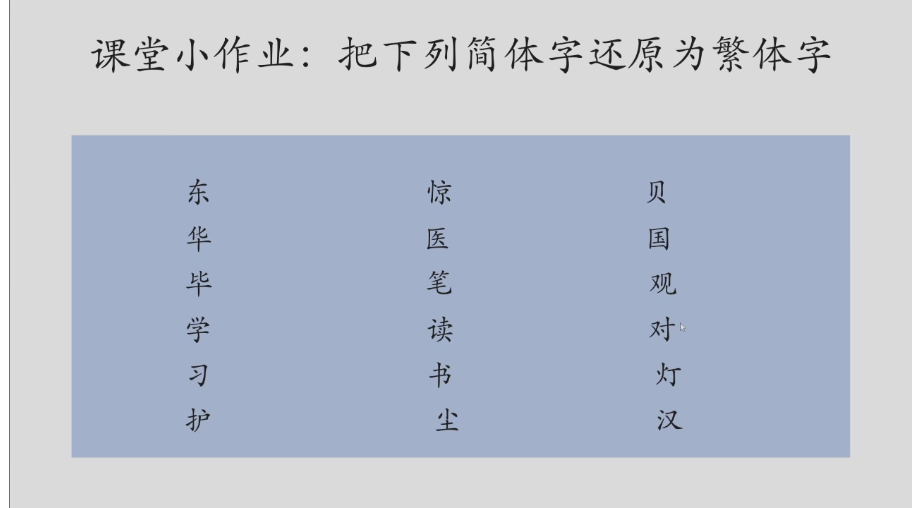 课堂小作业：把下列简体字还原为繁体字
东 惊 贝
华 医 国
毕 笔 观
学 读 对
习 书 灯
护 尘 汉